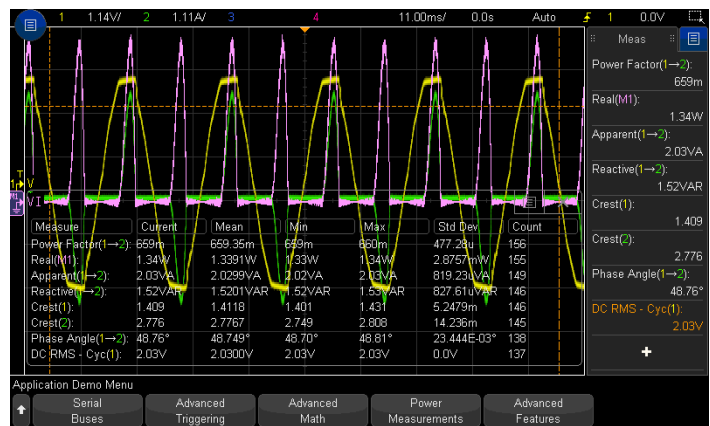 1 1.14V/ 2 1.11A/ 3 4 11.00ms/ 0.0s Auto 1 0.0V
Meas
Power Factor(1→2):
659m
Real(M1):
1.34W
Apparent(1→2):
2.03VA
Reactive(1→2):
1.52VAR
Crest(1):
1.409
Crest(2):
2.776
Phase Angle(1→2):
48.76°
DC RMS - Cyc(1):
2.03V
T
1 V
M1 VI
Measure Current Mean Min Max Std Dev Count
Power Factor(1→2): 659m 659.35m 659m 660m 477.28u 156
Real(M1): 1.34W 1.3391W 1.33W 1.34W 2.8757mW 155
Apparent(1→2): 2.03VA 2.0299VA 2.02VA 2.03VA 819.23uVA 149
Reactive(1→2): 1.52VAR 1.5201VAR 1.52VAR 1.53VAR 827.61uVAR 146
Crest(1): 1.409 1.4118 1.401 1.431 5.2479m 146
Crest(2): 2.776 2.7767 2.749 2.808 14.236m 145
Phase Angle(1→2): 48.76° 48.749° 48.70° 48.81° 23.444E-03° 138
DC RMS - Cyc(1): 2.03V 2.0300V 2.03V 2.03V 0.0V 137
Application Demo Menu
Serial Buses
Advanced Triggering
Advanced Math
Power Measurements
Advanced Features